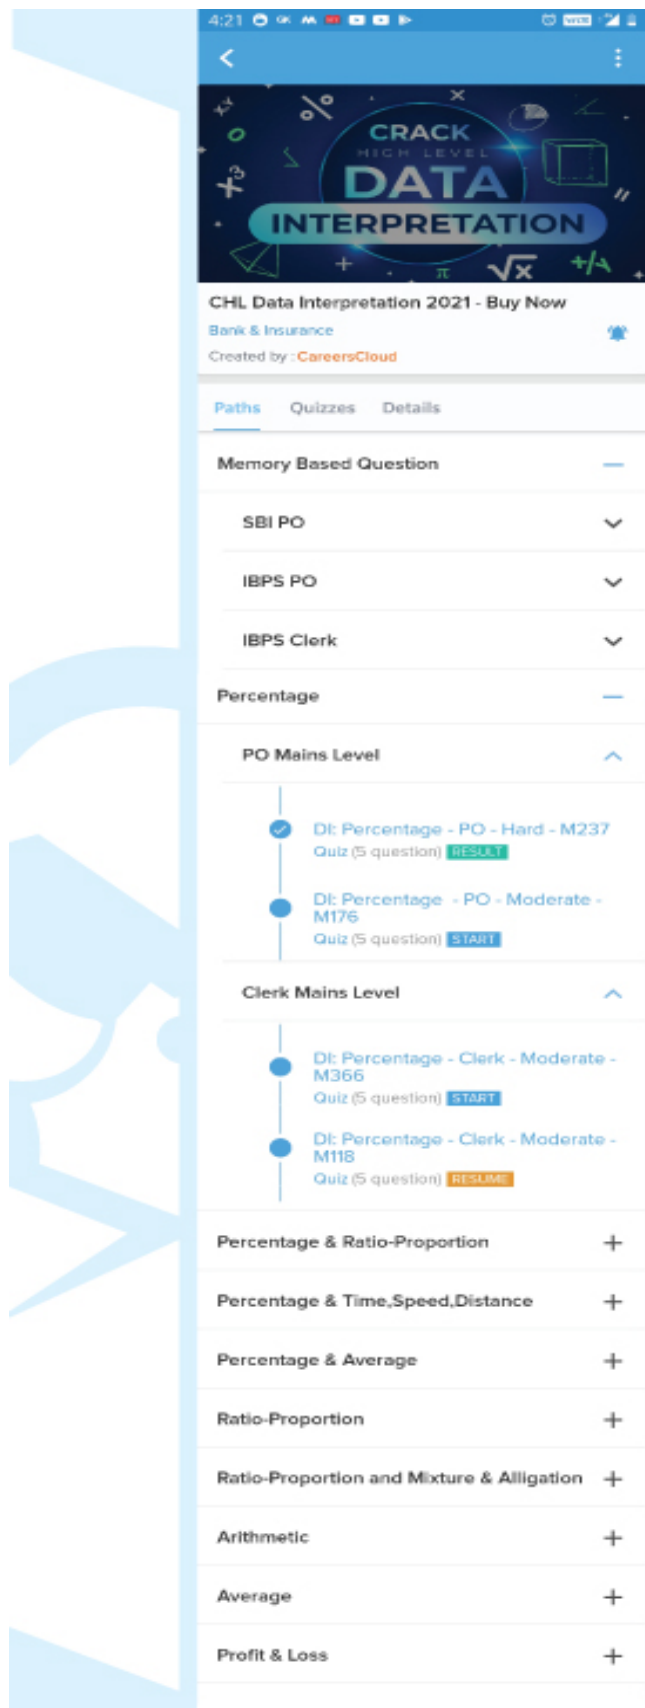 4:21
CRACK
HIGH LEVEL
DATA
INTERPRETATION
CHL Data Interpretation 2021 - Buy Now
Bank & Insurance
Created by : CareersCloud
Paths Quizzes Details
Memory Based Question
SBI PO
IBPS PO
IBPS Clerk
Percentage
PO Mains Level
DI: Percentage - PO - Hard - M237
Quiz (5 question) RESULT
DI: Percentage - PO - Moderate -
M176
Quiz (5 question) START
Clerk Mains Level
DI: Percentage - Clerk - Moderate -
M366
Quiz (5 question) START
DI: Percentage - Clerk - Moderate -
M118
Quiz (5 question) RESUME
Percentage & Ratio-Proportion
Percentage & Time,Speed,Distance
Percentage & Average
Ratio-Proportion
Ratio-Proportion and Mixture & Alligation
Arithmetic
Average
Profit & Loss